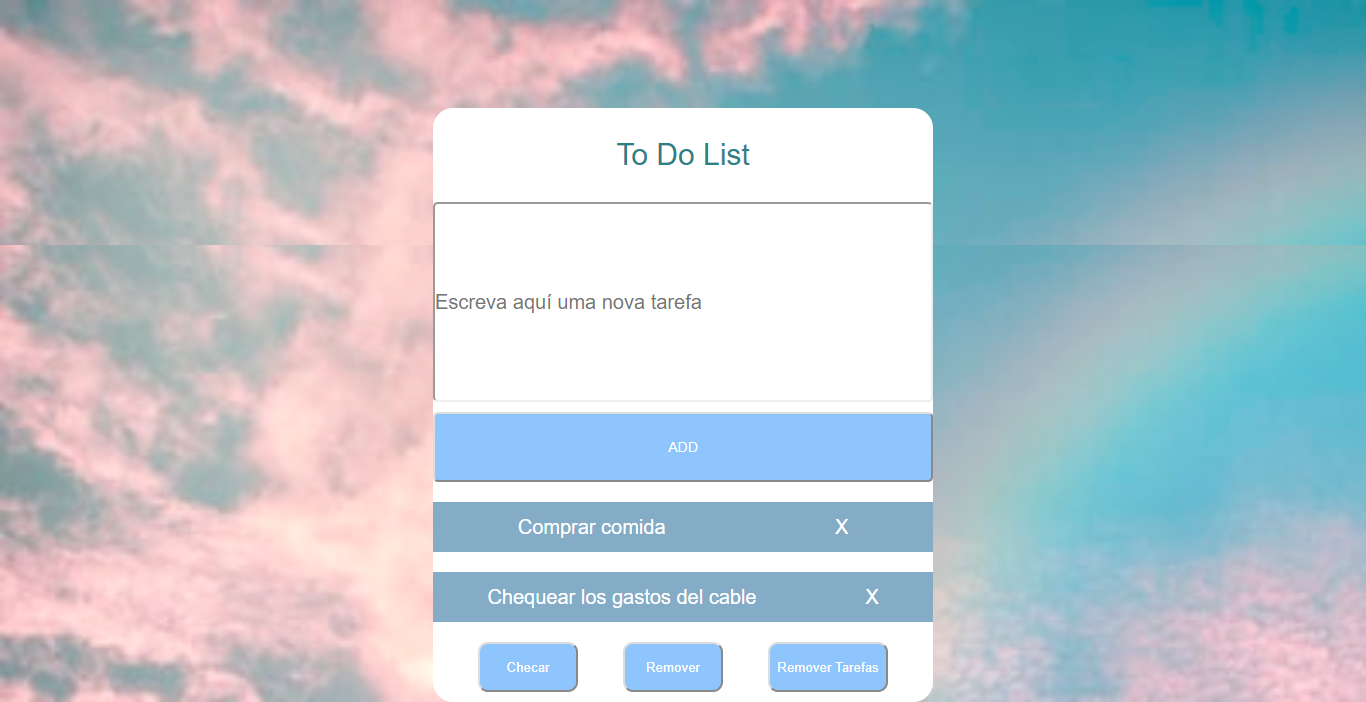 To Do List
Escreva aquí uma nova tarefa
ADD
Comprar comida X
Chequear los gastos del cable X
Checar Remover Remover Tarefas